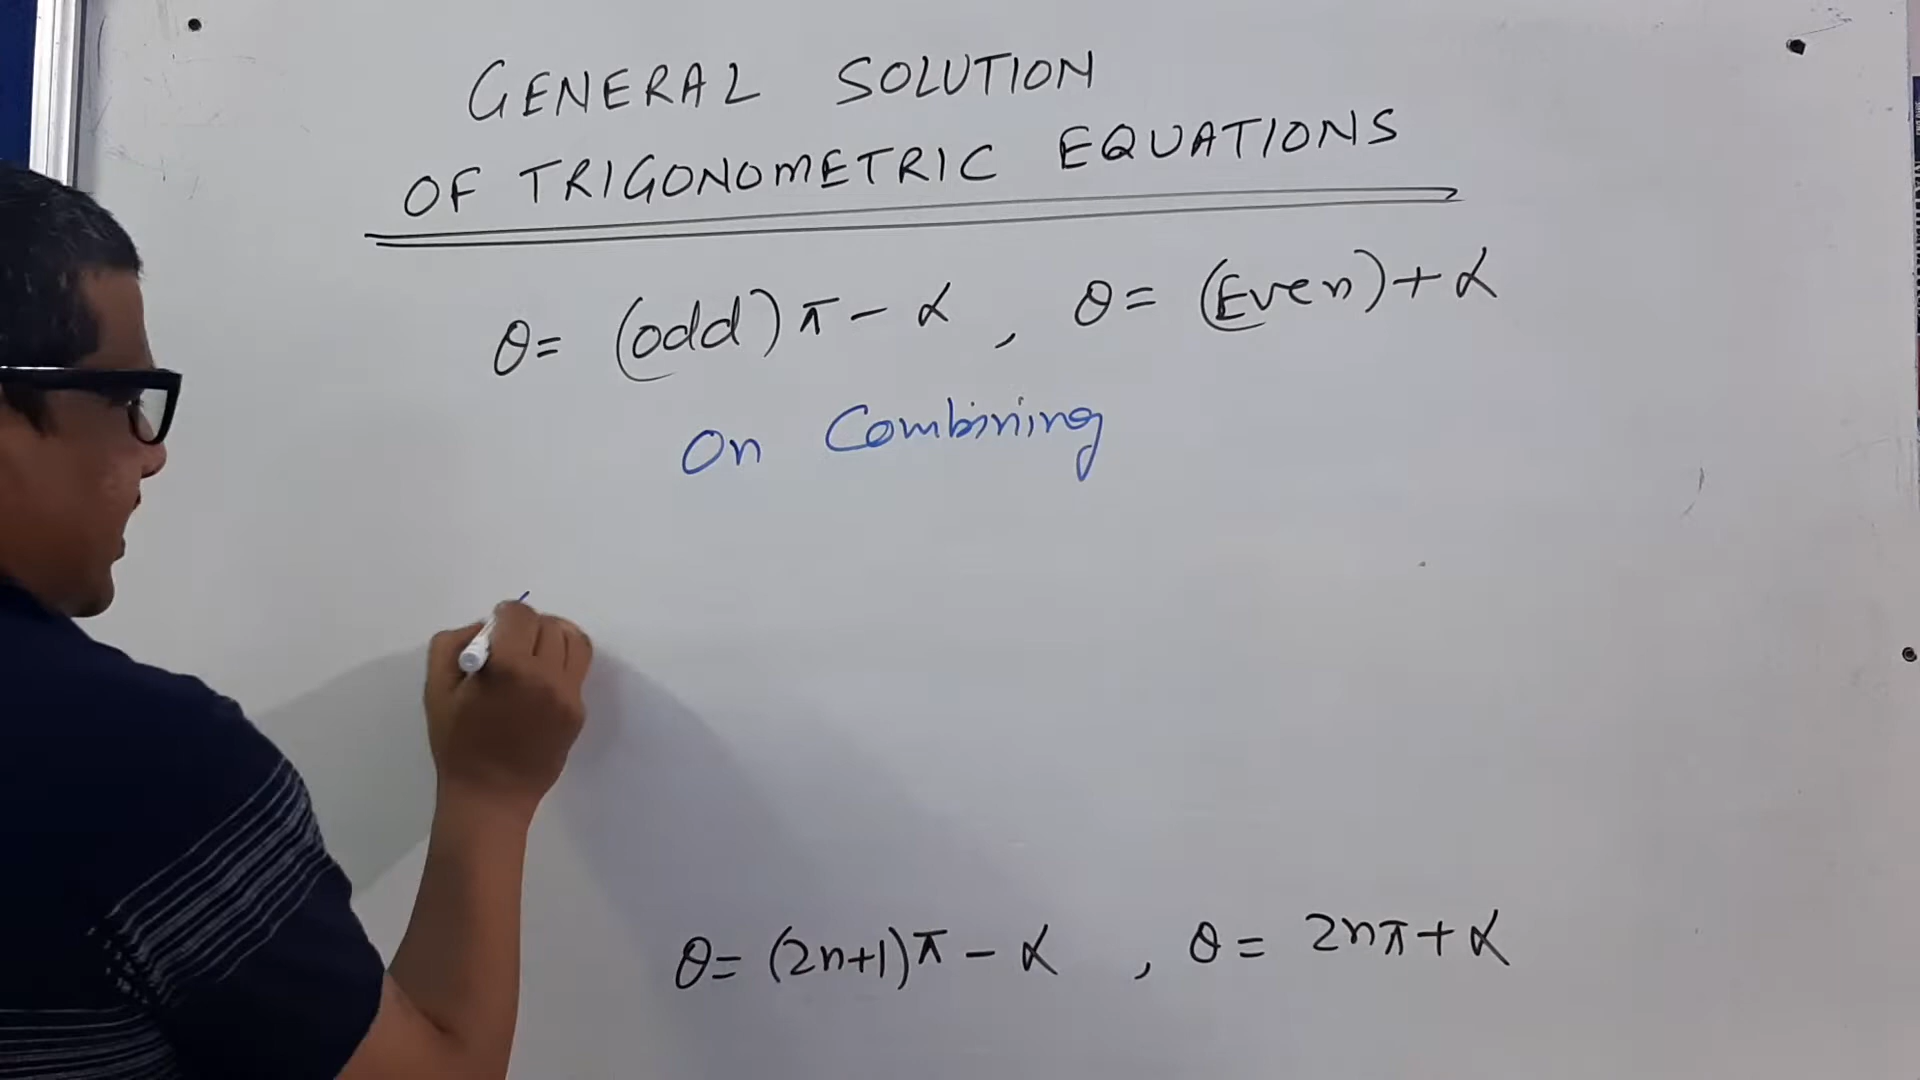 GENERAL SOLUTION
OF TRIGONOMETRIC EQUATIONS
θ= (odd)π - α , θ= (Even)+α
On Combining
θ= (2n+1)π - α , θ = 2nπ+α